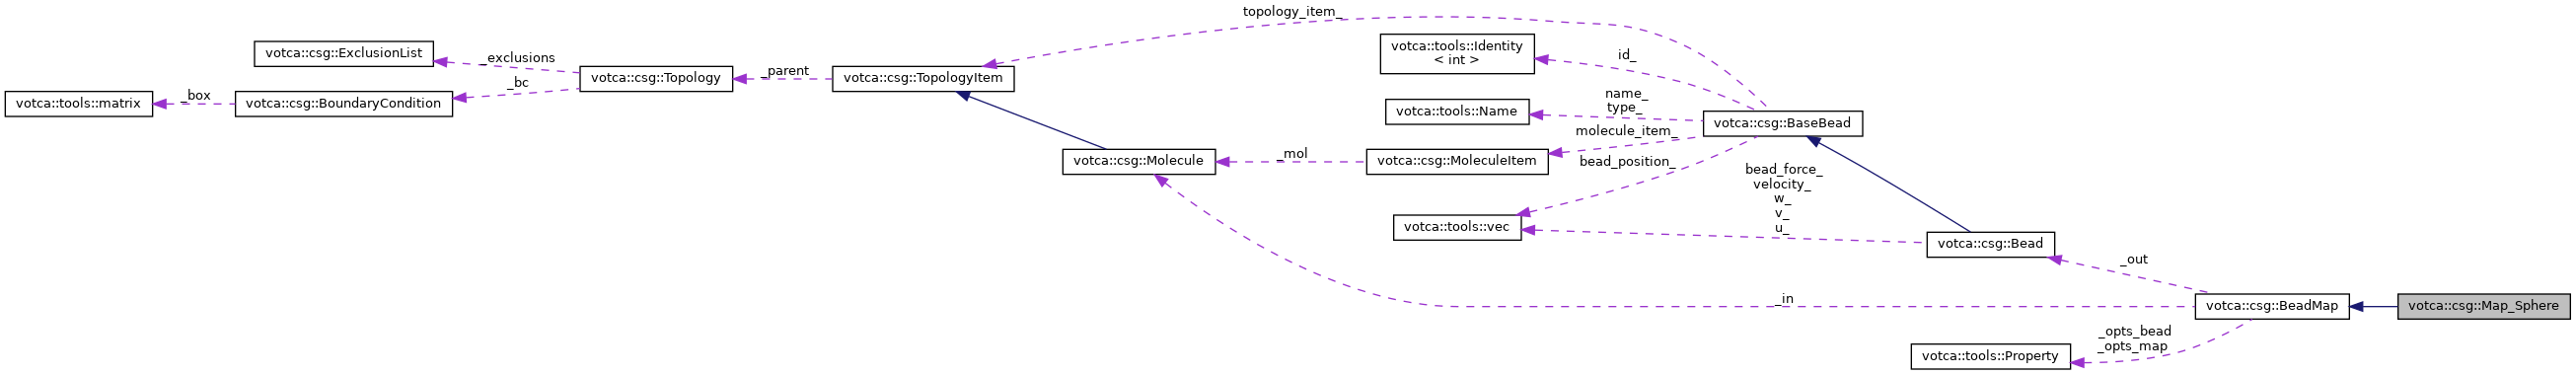 topology_item_
votca::csg::ExclusionList
_exclusions
votca::tools::Identity
< int >
id_
votca::csg::Topology
_parent
votca::csg::TopologyItem
_bc
votca::tools::matrix
_box
votca::csg::BoundaryCondition
name_
type_
votca::tools::Name
votca::csg::BaseBead
molecule_item_
votca::csg::Molecule
_mol
votca::csg::MoleculeItem
bead_position_
bead_force_
velocity_
w_
v_
u_
votca::tools::vec
votca::csg::Bead
_out
_in
votca::csg::BeadMap
votca::csg::Map_Sphere
_opts_bead
_opts_map
votca::tools::Property